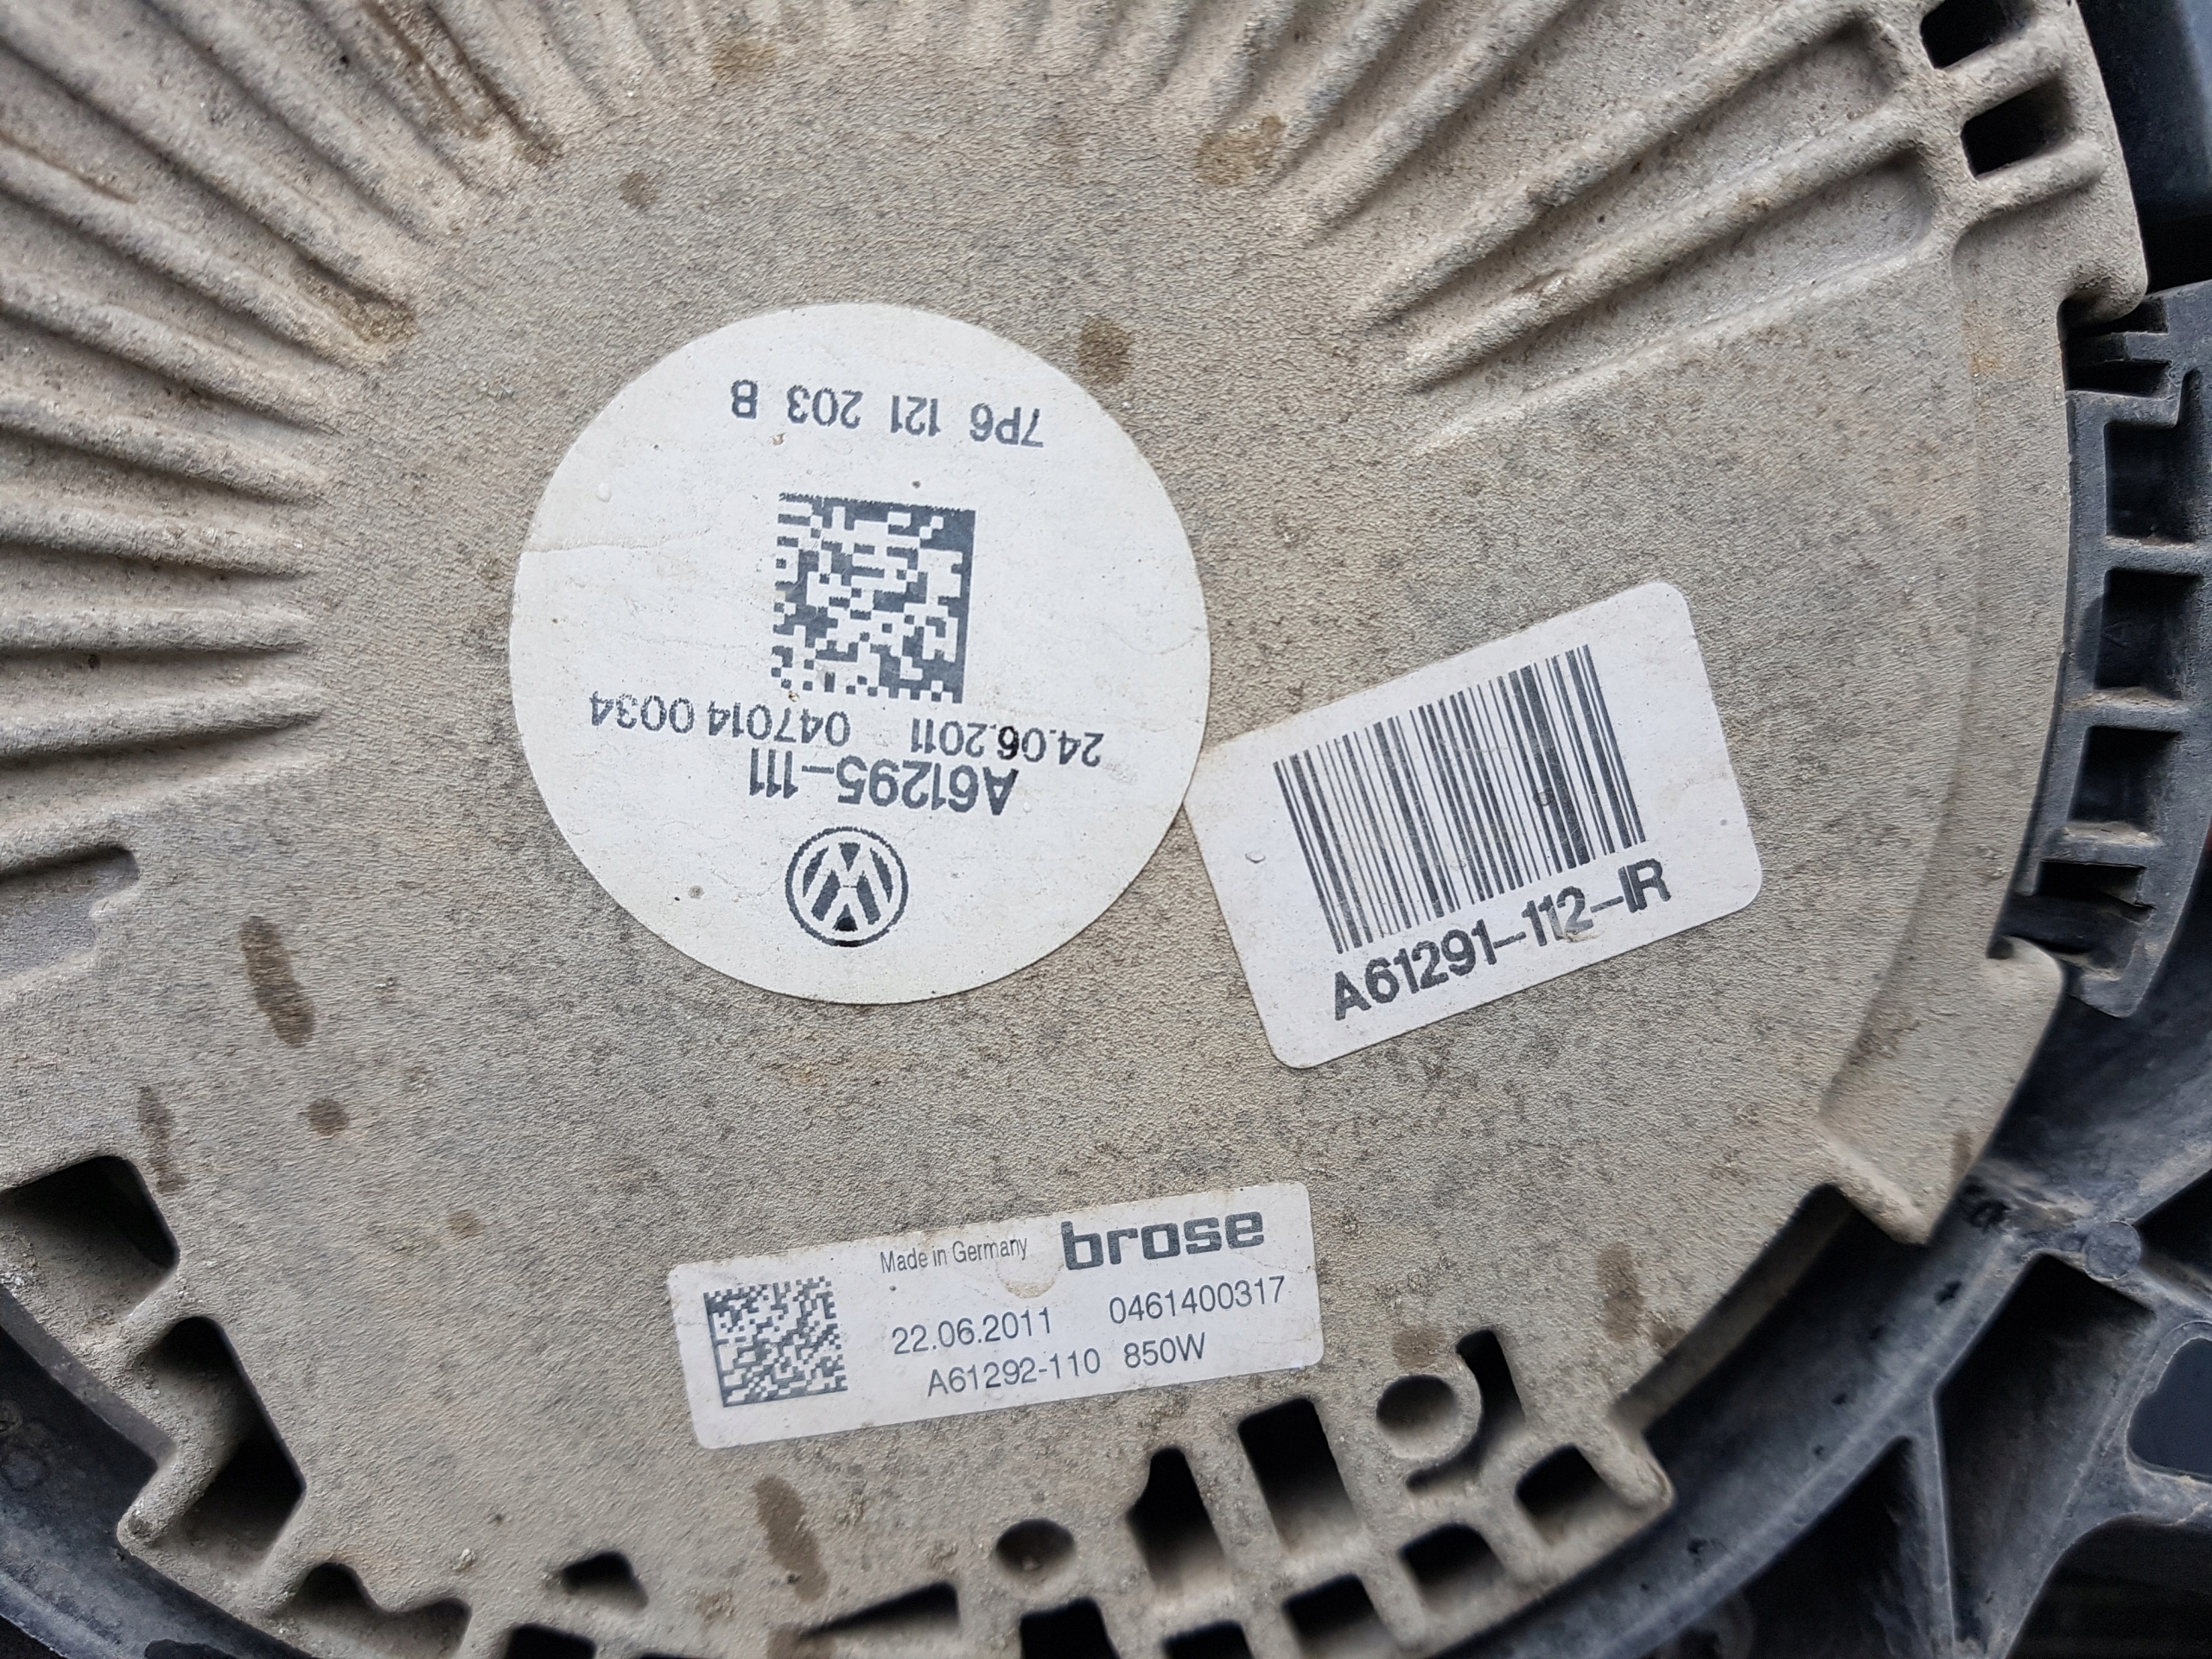 7P6 121 203 B
24.06.2011 047014 0034
A61295-111
A61291-112-IR
Made in Germany brose
22.06.2011 0461400317
A61292-110 850W